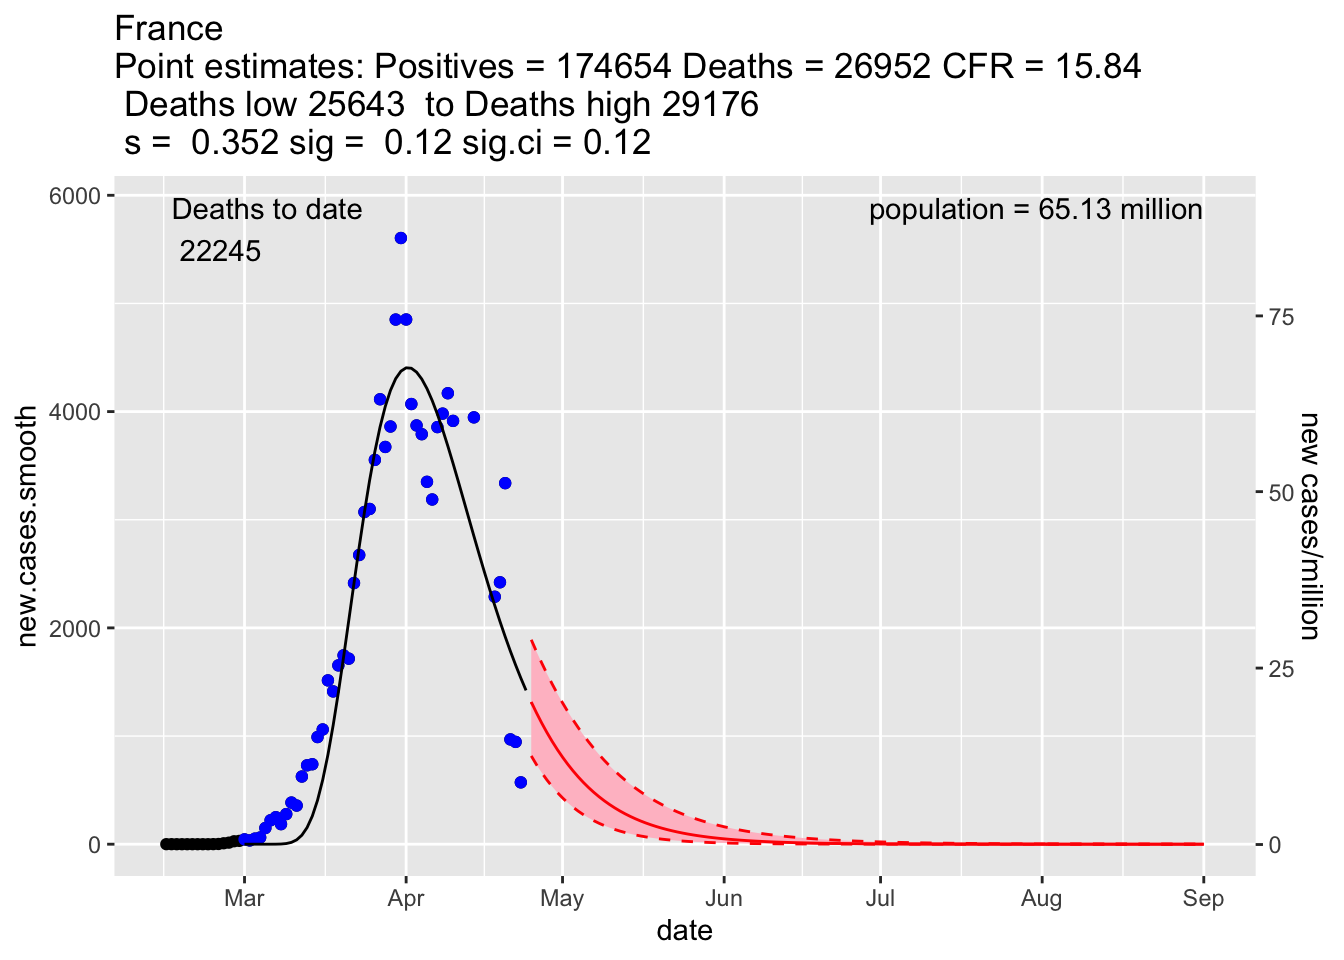 France
Point estimates: Positives = 174654 Deaths = 26952 CFR = 15.84
Deaths low 25643  to Deaths high 29176
s =  0.352 sig =  0.12 sig.ci = 0.12
Deaths to date
22245
population = 65.13 million
6000
4000
2000
0
new.cases.smooth
75
50
25
0
new cases/million
Mar Apr May Jun Jul Aug Sep
date